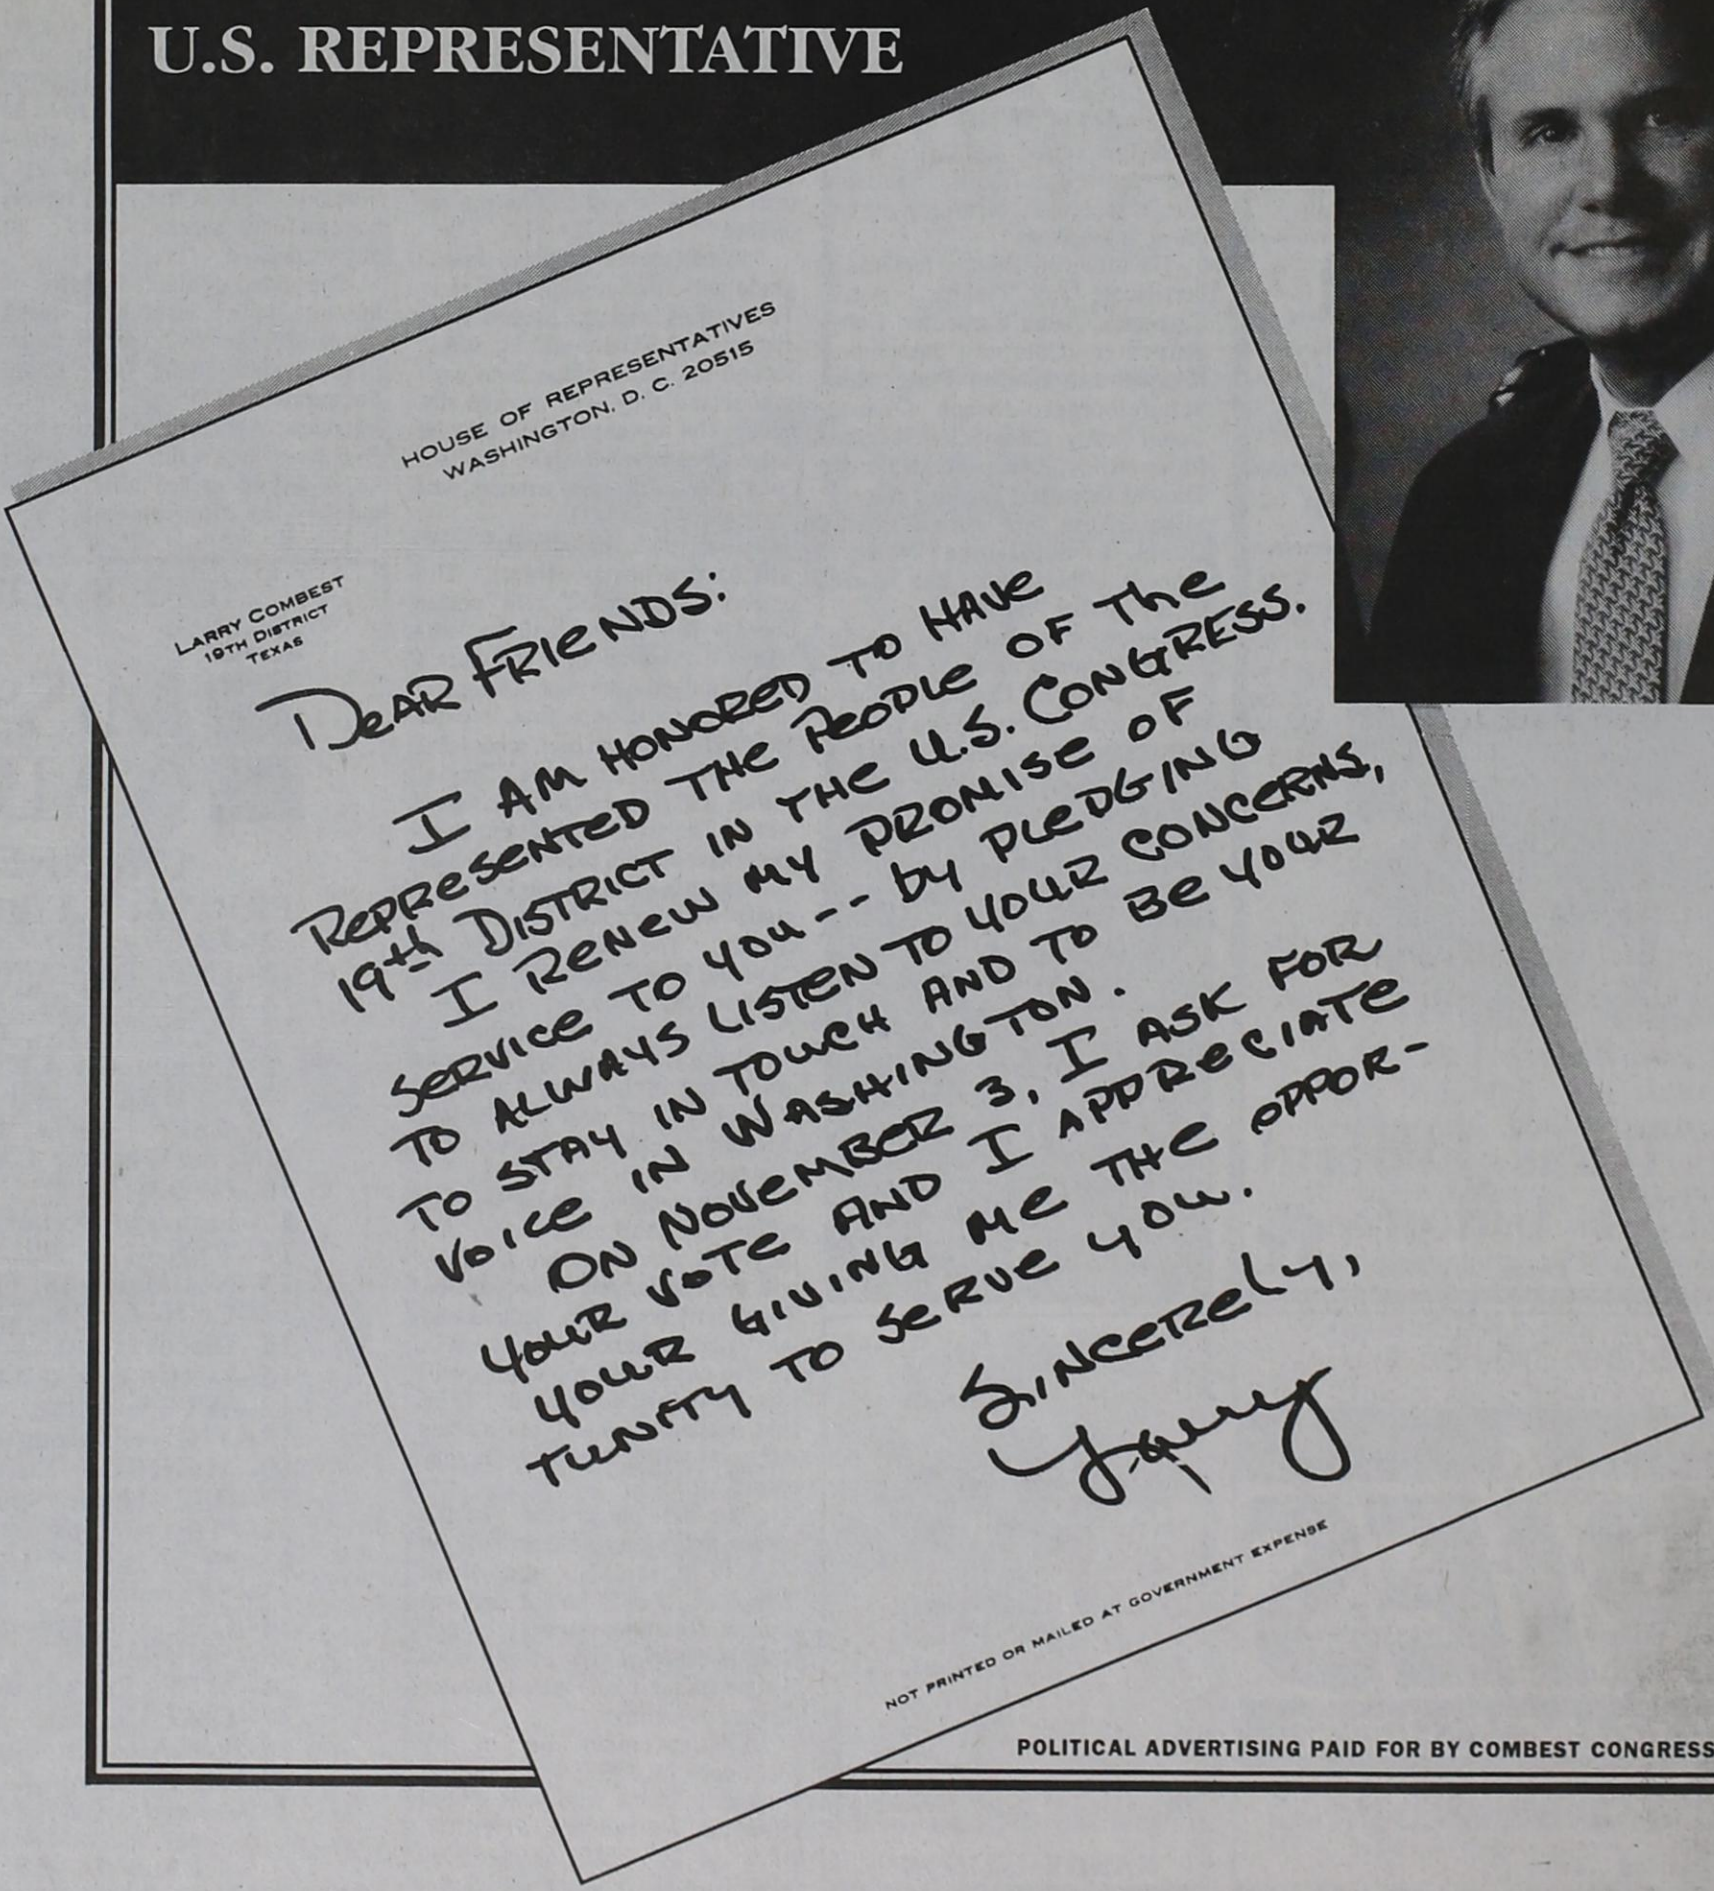 U.S. REPRESENTATIVE
HOUSE OF REPRESENTATIVES
WASHINGTON, D. C. 20515
LARRY COMBEST
19TH DISTRICT
TEXAS
DEAR FRIENDS:
I AM HONORED TO HAVE
REPRESENTED THE PEOPLE OF THE
19th DISTRICT IN THE U.S. CONGRESS.
I RENEW MY PROMISE OF
SERVICE TO YOU -- by PLEDGING
TO ALWAYS LISTEN TO YOUR CONCERNS,
TO STAY IN TOUCH AND TO BE YOUR
VOICE IN WASHINGTON.
ON NOVEMBER 3, I ASK FOR
YOUR VOTE AND I APPRECIATE
YOUR GIVING ME THE OPPOR-
TUNITY TO SERVE YOU.
SINCERELY,
Larry
NOT PRINTED OR MAILED AT GOVERNMENT EXPENSE
POLITICAL ADVERTISING PAID FOR BY COMBEST CONGRESS